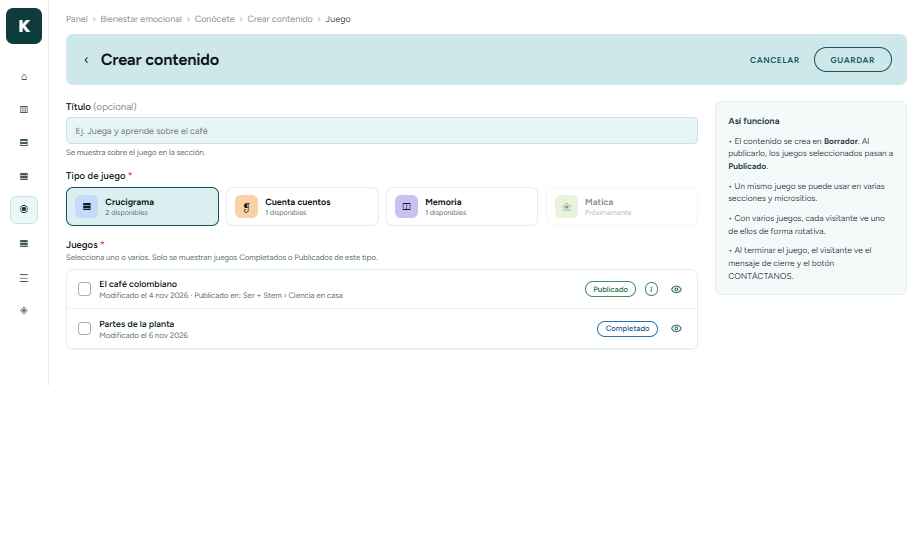 K
Panel › Bienestar emocional › Conócete › Crear contenido › Juego
‹ Crear contenido
CANCELAR
GUARDAR
Título (opcional)
Ej. Juega y aprende sobre el café
Se muestra sobre el juego en la sección.
Tipo de juego *
Crucigrama
2 disponibles
Cuenta cuentos
1 disponibles
Memoria
1 disponibles
Matica
Próximamente
Juegos *
Selecciona uno o varios. Solo se muestran juegos Completados o Publicados de este tipo.
El café colombiano
Modificado el 4 nov 2026 · Publicado en: Ser + Stem › Ciencia en casa
Publicado
i
Partes de la planta
Modificado el 6 nov 2026
Completado
Así funciona
• El contenido se crea en Borrador. Al
publicarlo, los juegos seleccionados pasan a
Publicado.
• Un mismo juego se puede usar en varias
secciones y micrositios.
• Con varios juegos, cada visitante ve uno
de ellos de forma rotativa.
• Al terminar el juego, el visitante ve el
mensaje de cierre y el botón
CONTÁCTANOS.